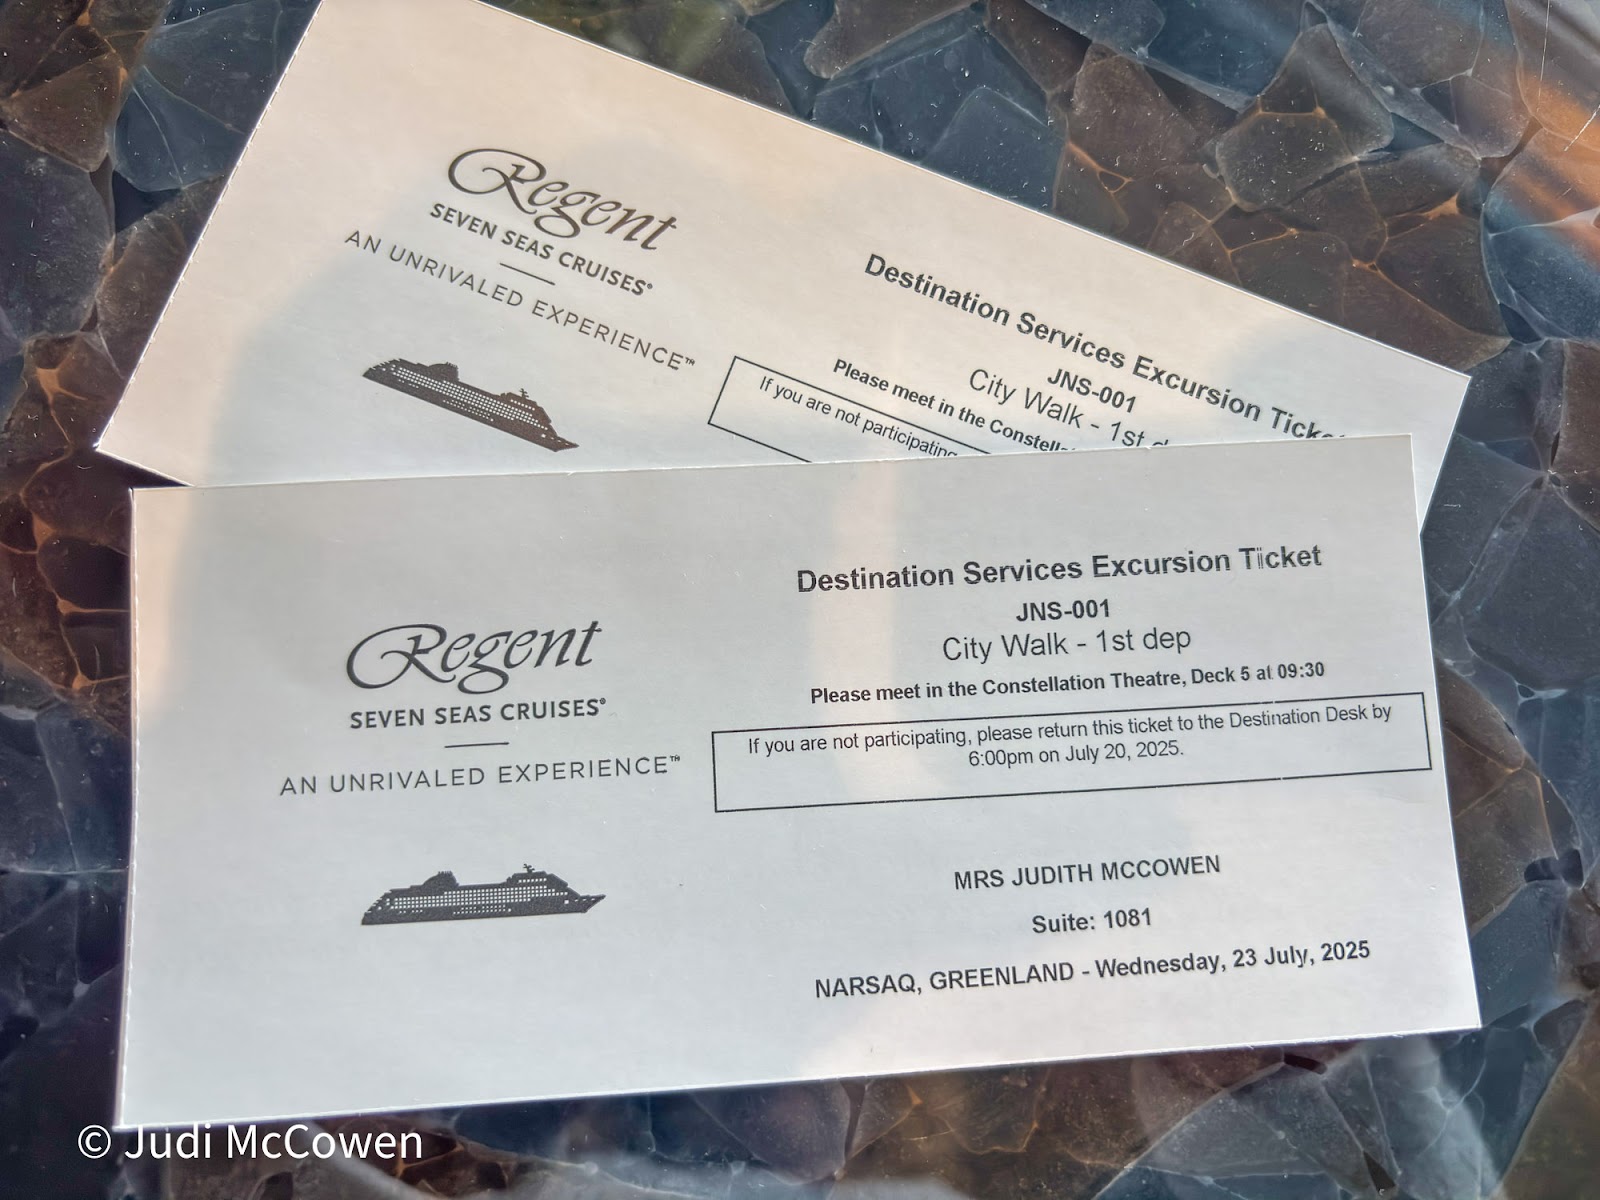 Regent
SEVEN SEAS CRUISES®
AN UNRIVALED EXPERIENCE™
Destination Services Excursion
JNS-001
City Walk - 1st
Please meet in the
If you are not participating
Regent
SEVEN SEAS CRUISES®
AN UNRIVALED EXPERIENCE™
Destination Services Excursion Ticket
JNS-001
City Walk - 1st dep
Please meet in the Constellation Theatre, Deck 5 at 09:30
If you are not participating, please return this ticket to the Destination Desk by
6:00pm on July 20, 2025.
MRS JUDITH MCCOWEN
Suite: 1081
NARSAQ, GREENLAND - Wednesday, 23 July, 2025
© Judi McCowen